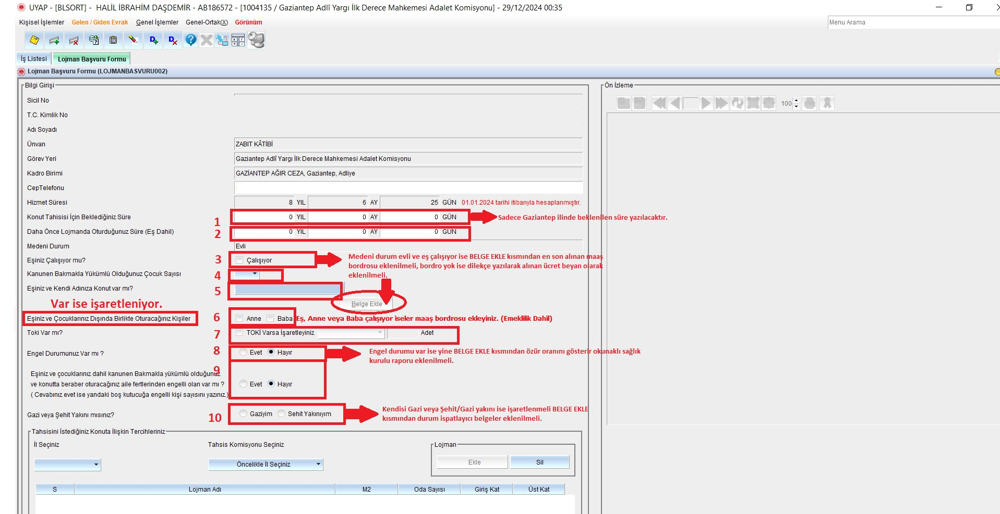 UYAP - [BLSORT] - HALİL İBRAHİM DAŞDEMİR - AB186572 - [1004135 / Gaziantep Adlî Yargı İlk Derece Mahkemesi Adalet Komisyonu] - 29/12/2024 00:35
Kişisel İşlemler Gelen / Giden Evrak Genel İşlemler Genel-Ortak(X) Görünüm
Menu Arama
İş Listesi Lojman Başvuru Formu
Lojman Başvuru Formu (LOJMANBASVURU002)
Bilgi Girişi
Ön İzleme
100
Sicil No
T.C. Kimlik No
Adı Soyadı
Ünvan ZABIT KÂTİBİ
Görev Yeri Gaziantep Adlî Yargı İlk Derece Mahkemesi Adalet Komisyonu
Kadro Birimi GAZİANTEP AĞIR CEZA, Gaziantep, Adliye
CepTelefonu
Hizmet Süresi 8 YIL 6 AY 25 GÜN 01.01.2024 tarihi itibarıyla hesaplanmıştır.
Konut Tahisisi İçin Beklediğiniz Süre 1 0 YIL 0 AY 0 GÜN Sadece Gaziantep ilinde beklenilen süre yazılacaktır.
Daha Önce Lojmanda Oturduğunuz Süre (Eş Dahil) 2 0 YIL 0 AY 0 GÜN
Medeni Durum Evli
Eşiniz Çalışıyor mu? 3 Çalışıyor
Medeni durum evli ve eş çalışıyor ise BELGE EKLE kısmından en son alınan maaş
bordrosu eklenilmeli, bordro yok ise dilekçe yazılarak alınan ücret beyan olarak
eklenilmeli.
Kanunen Bakmakla Yükümlü Olduğunuz Çocuk Sayısı 4
Eşiniz ve Kendi Adınıza Konut var mı? 5
Var ise işaretleniyor.
Belge Ekle
Eşiniz ve Çocuklarınız Dışında Birlikte Oturacağınız Kişiler 6 Anne Baba Eş, Anne veya Baba çalışıyor iseler maaş bordrosu ekleyiniz. (Emeklilik Dahil)
Toki Var mı? 7 TOKİ Varsa İşaretleyiniz Adet
Engel Durumunuz Var mı ? 8 Evet Hayır
Engel durumu var ise yine BELGE EKLE kısmından özür oranını gösterir okunaklı sağlık
kurulu raporu eklenilmeli.
9
Eşiniz ve çocuklarınız dahil kanunen Bakmakla yükümlü olduğunuz
ve konutta beraber oturacağınız aile fertlerinden engelli olan var mı ? Evet Hayır
( Cevabınız evet ise yandaki boş kutucuğa engelli kişi sayısını yazınız.)
Gazi veya Şehit Yakını mısınız? 10 Gaziyim Sehit Yakınıyım
Kendisi Gazi veya Şehit/Gazi yakını ise işaretlenmeli BELGE EKLE
kısmından durum ispatlayıcı belgeler eklenilmeli.
Tahsisini İstediğiniz Konuta İlişkin Tercihleriniz
İl Seçiniz Tahsis Komisyonu Seçiniz Lojman
Öncelikle İl Seçiniz Ekle Sil
S Lojman Adı M2 Oda Sayısı Giriş Kat Üst Kat